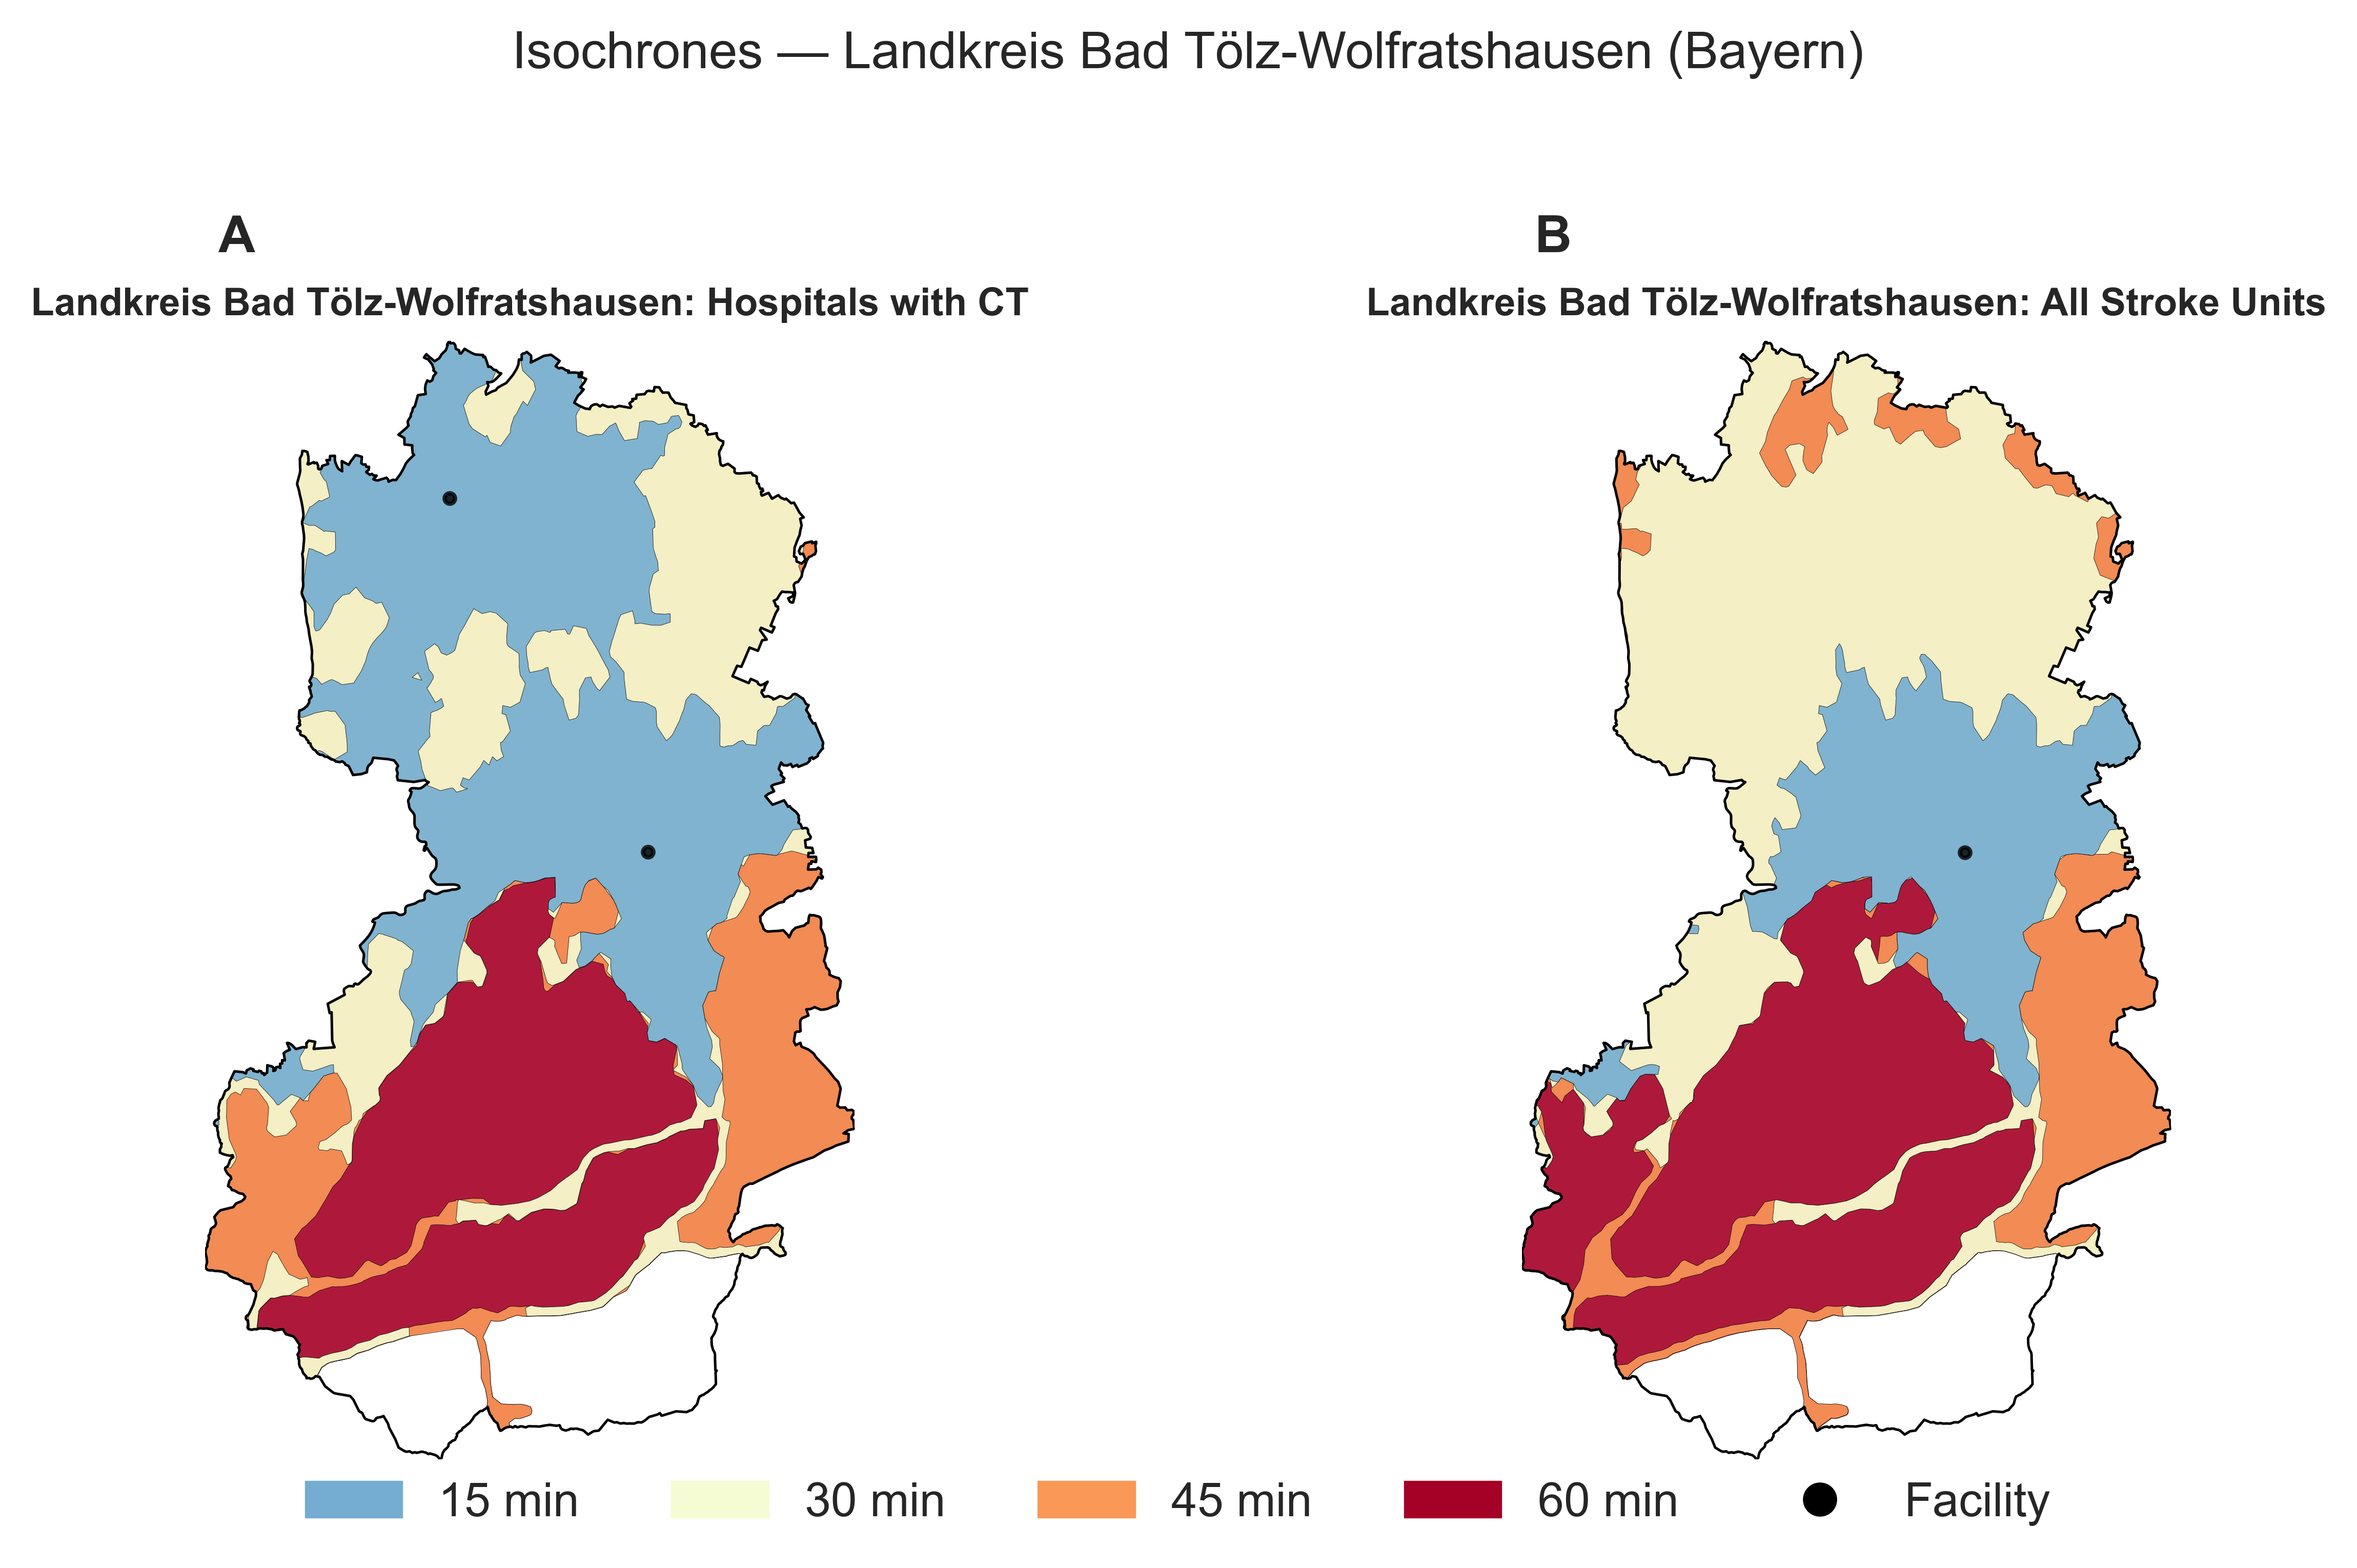 Isochrones — Landkreis Bad Tölz-Wolfratshausen (Bayern)
A
Landkreis Bad Tölz-Wolfratshausen: Hospitals with CT
B
Landkreis Bad Tölz-Wolfratshausen: All Stroke Units
15 min
30 min
45 min
60 min
Facility